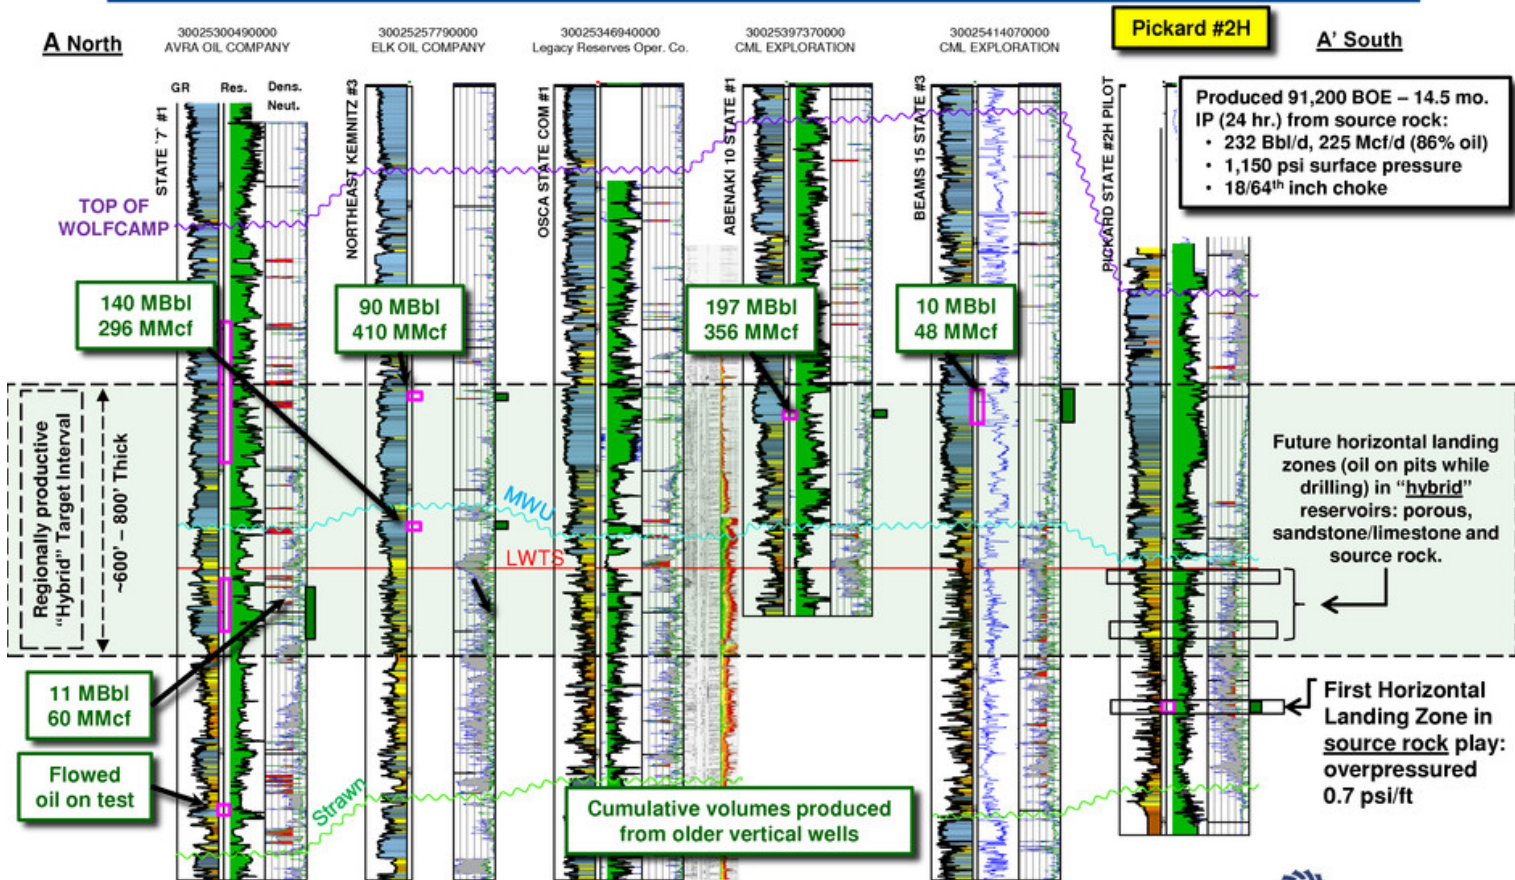 A North
30025300490000
AVRA OIL COMPANY
30025257790000
ELK OIL COMPANY
30025346940000
Legacy Reserves Oper. Co.
30025397370000
CML EXPLORATION
30025414070000
CML EXPLORATION
Pickard #2H
A' South
GR Res. Dens.
Neut.
STATE `7` #1
NORTHEAST KEMNITZ #3
OSCA STATE COM #1
ABENAKI 10 STATE #1
BEAMS 15 STATE #3
PICKARD STATE #2H PILOT
Produced 91,200 BOE – 14.5 mo.
IP (24 hr.) from source rock:
• 232 Bbl/d, 225 Mcf/d (86% oil)
• 1,150 psi surface pressure
• 18/64th inch choke
TOP OF
WOLFCAMP
140 MBbl
296 MMcf
90 MBbl
410 MMcf
197 MBbl
356 MMcf
10 MBbl
48 MMcf
Regionally productive
“Hybrid” Target Interval
~600’ – 800’ Thick
MWU
LWTS
Future horizontal landing
zones (oil on pits while
drilling) in “hybrid”
reservoirs: porous,
sandstone/limestone and
source rock.
11 MBbl
60 MMcf
Flowed
oil on test
Strawn
Cumulative volumes produced
from older vertical wells
First Horizontal
Landing Zone in
source rock play:
overpressured
0.7 psi/ft